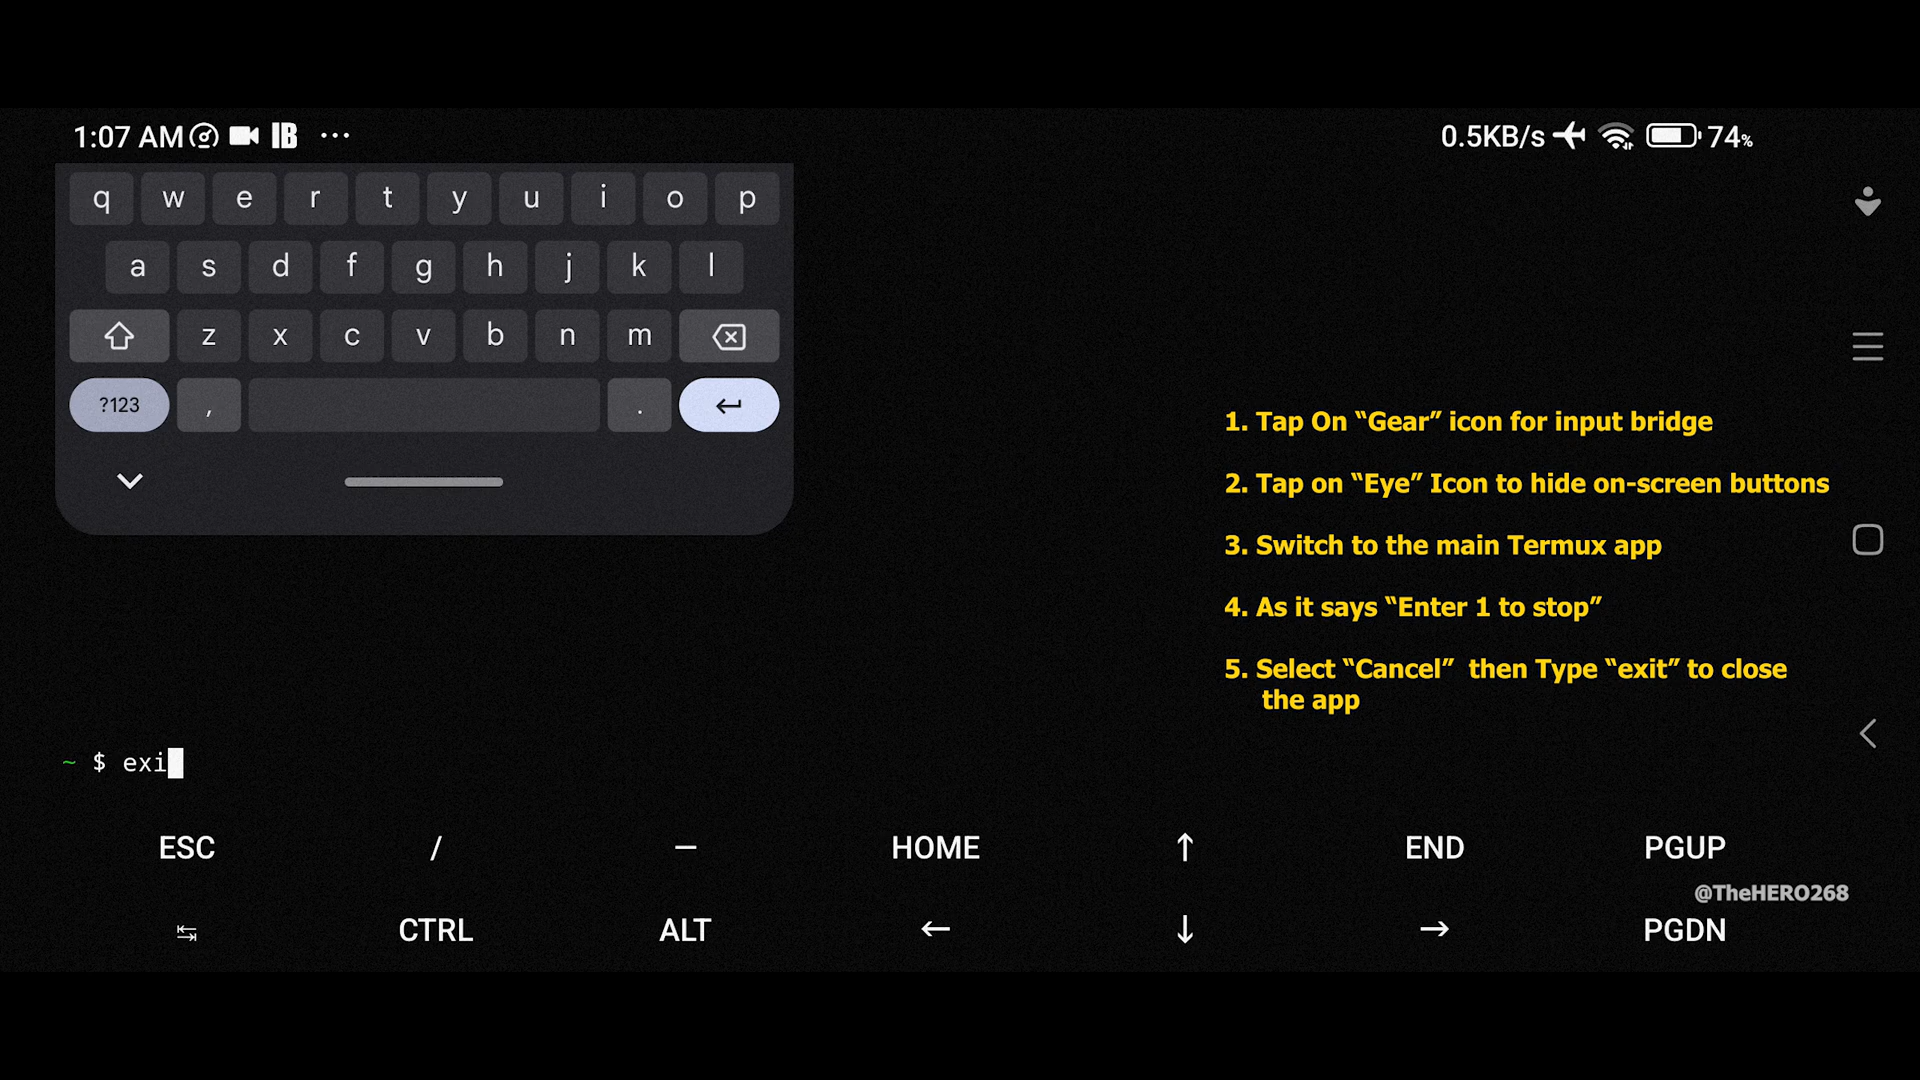 1:07 AM ... 0.5KB/s 74%
q w e r t y u i o p
a s d f g h j k l
z x c v b n m
?123 , .
1. Tap On “Gear” icon for input bridge
2. Tap on “Eye” Icon to hide on-screen buttons
3. Switch to the main Termux app
4. As it says “Enter 1 to stop”
5. Select “Cancel” then Type “exit” to close
the app
~ $ exi
ESC / — HOME ↑ END PGUP
@TheHERO268
↹ CTRL ALT ← ↓ → PGDN